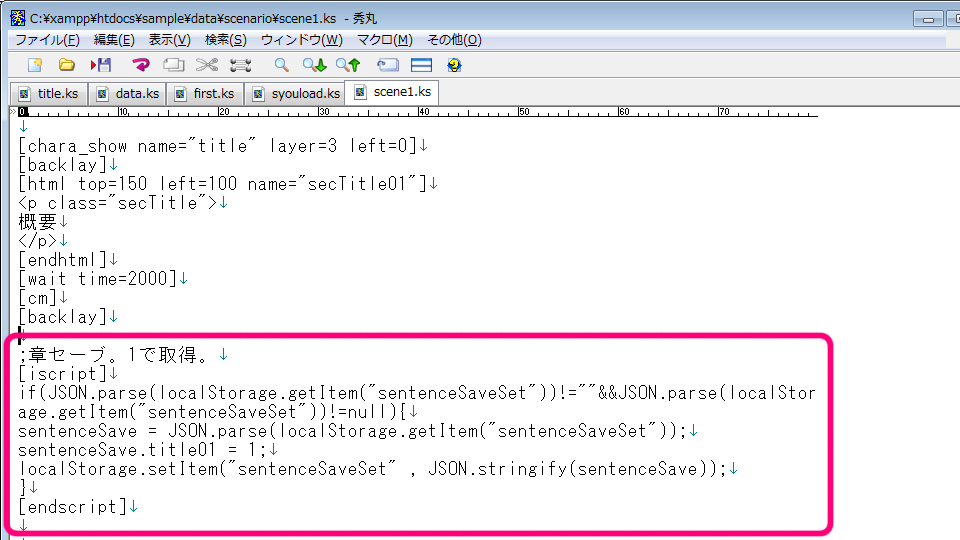 C:¥xampp¥htdocs¥sample¥data¥scenario¥scene1.ks - 秀丸
ファイル(F) 編集(E) 表示(V) 検索(S) ウィンドウ(W) マクロ(M) その他(O)
title.ks data.ks first.ks syouload.ks scene1.ks
0 10 20 30 40 50 60 70
↓
[chara_show name="title" layer=3 left=0]↓
[backlay]↓
[html top=150 left=100 name="secTitle01"]↓
<p class="secTitle">↓
概要↓
</p>↓
[endhtml]↓
[wait time=2000]↓
[cm]↓
[backlay]↓
↓
;章セーブ。1で取得。↓
[iscript]↓
if(JSON.parse(localStorage.getItem("sentenceSaveSet"))!=""&&JSON.parse(localStor
age.getItem("sentenceSaveSet"))!=null){↓
sentenceSave = JSON.parse(localStorage.getItem("sentenceSaveSet"));↓
sentenceSave.title01 = 1;↓
localStorage.setItem("sentenceSaveSet" , JSON.stringify(sentenceSave));↓
}↓
[endscript]↓
↓